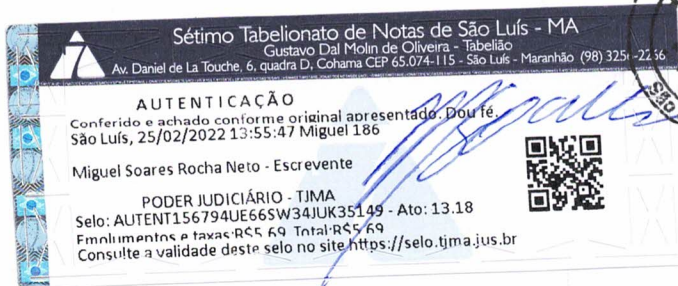 7
Sétimo Tabelionato de Notas de São Luís - MA
Gustavo Dal Molin de Oliveira - Tabelião
Av. Daniel de La Touche, 6, quadra D, Cohama CEP 65.074-115 - São Luís - Maranhão (98) 3256-2266
AUTENTICAÇÃO
Conferido e achado conforme original apresentado. Dou fé.
São Luís, 25/02/2022 13:55:47 Miguel 186
Miguel Soares Rocha Neto - Escrevente
PODER JUDICIÁRIO - TJMA
Selo: AUTENT156794UE66SW34JUK35149 - Ato: 13.18
Emolumentos e taxas:R$5,69 Total:R$5,69
Consulte a validade deste selo no site https://selo.tjma.jus.br